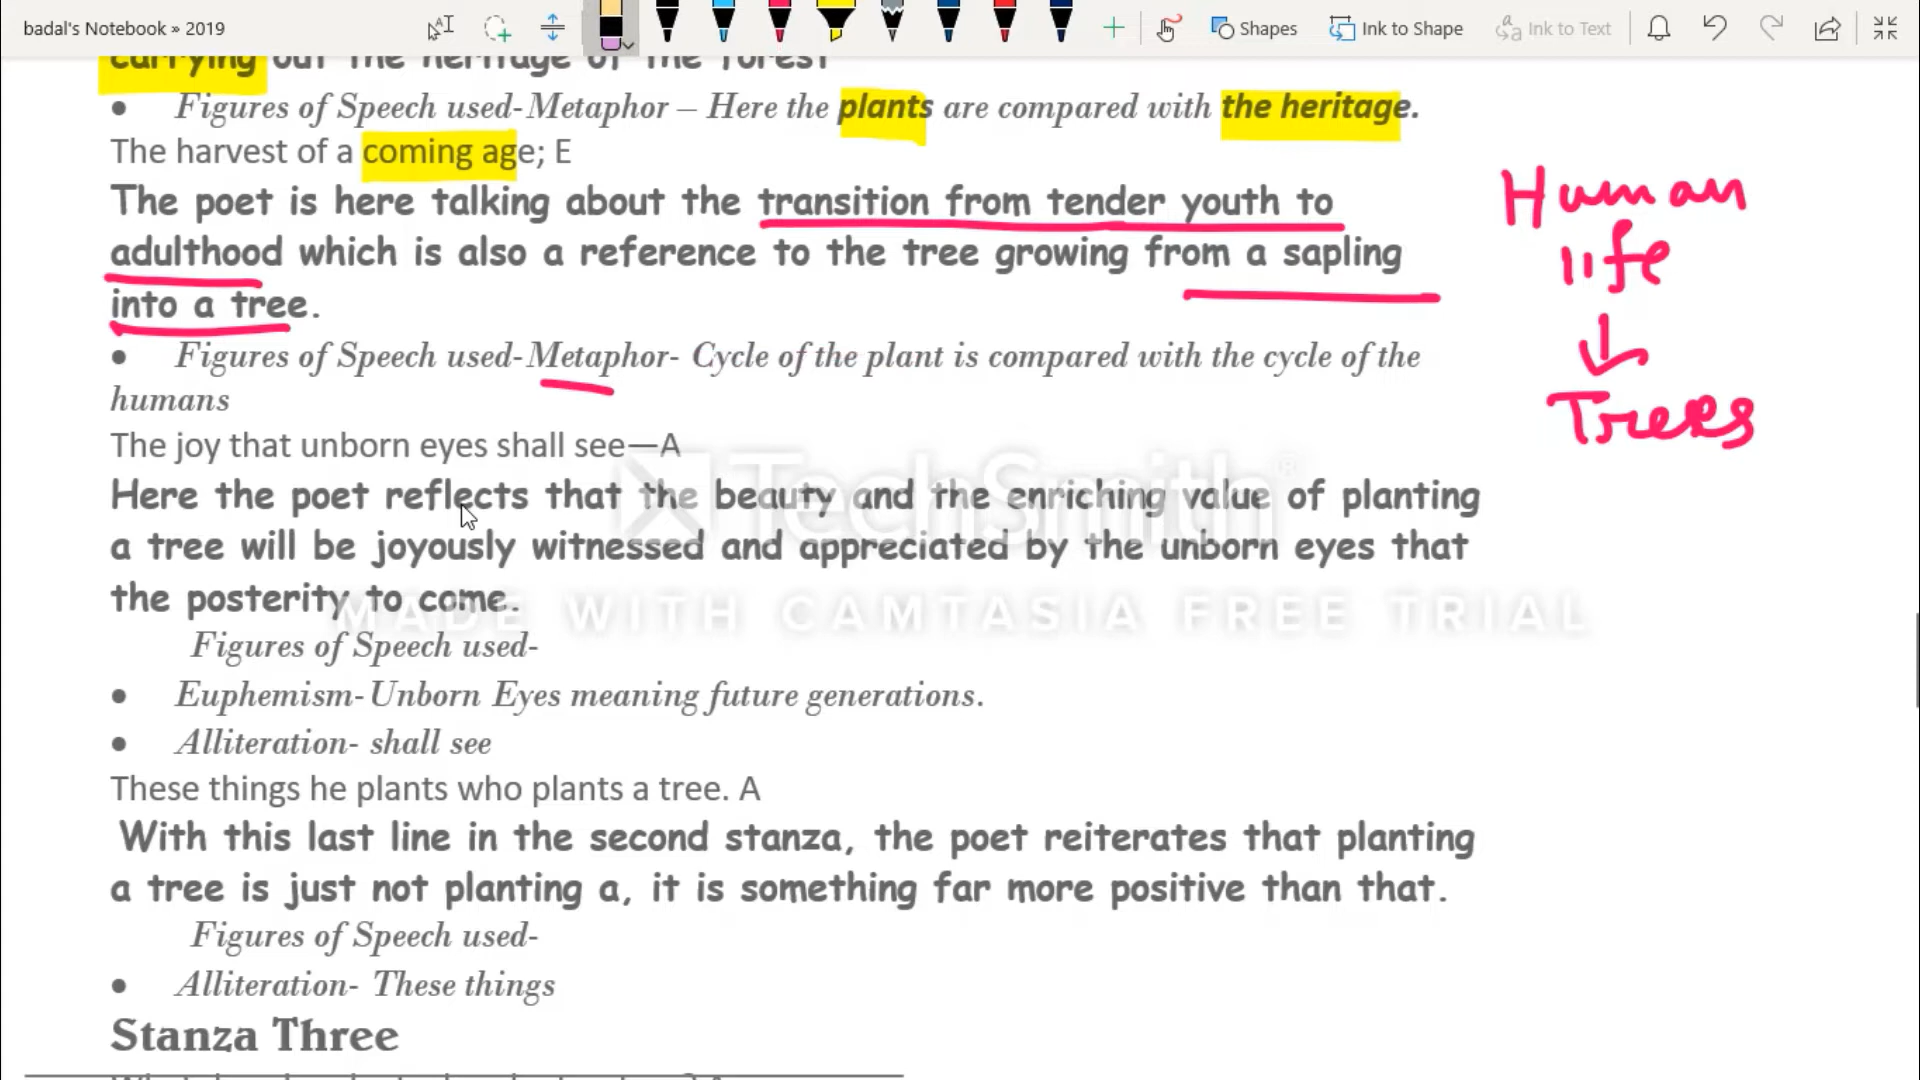 badal's Notebook » 2019
Shapes
Ink to Shape
Ink to Text
carrying out the heritage of the forest
• Figures of Speech used-Metaphor – Here the plants are compared with the heritage.
The harvest of a coming age; E
The poet is here talking about the transition from tender youth to
adulthood which is also a reference to the tree growing from a sapling
into a tree.
• Figures of Speech used-Metaphor- Cycle of the plant is compared with the cycle of the
humans
The joy that unborn eyes shall see—A
Here the poet reflects that the beauty and the enriching value of planting
a tree will be joyously witnessed and appreciated by the unborn eyes that
the posterity to come.
Figures of Speech used-
• Euphemism-Unborn Eyes meaning future generations.
• Alliteration- shall see
These things he plants who plants a tree. A
With this last line in the second stanza, the poet reiterates that planting
a tree is just not planting a, it is something far more positive than that.
Figures of Speech used-
• Alliteration- These things
Stanza Three
Human
life
Trees
TechSmith®
MADE WITH CAMTASIA FREE TRIAL